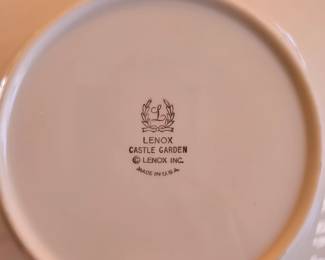 L
LENOX
CASTLE GARDEN
© LENOX INC.
MADE IN U.S.A.